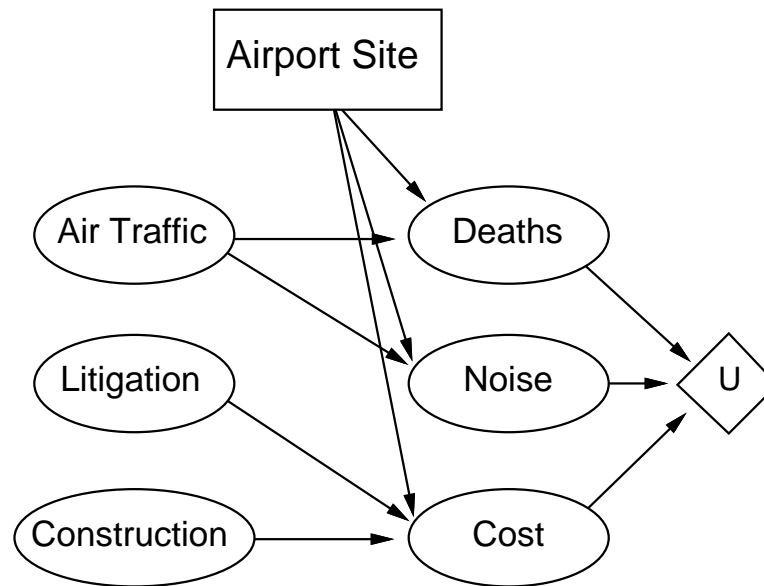 Airport Site
Air Traffic
Deaths
Litigation
Noise
U
Construction
Cost